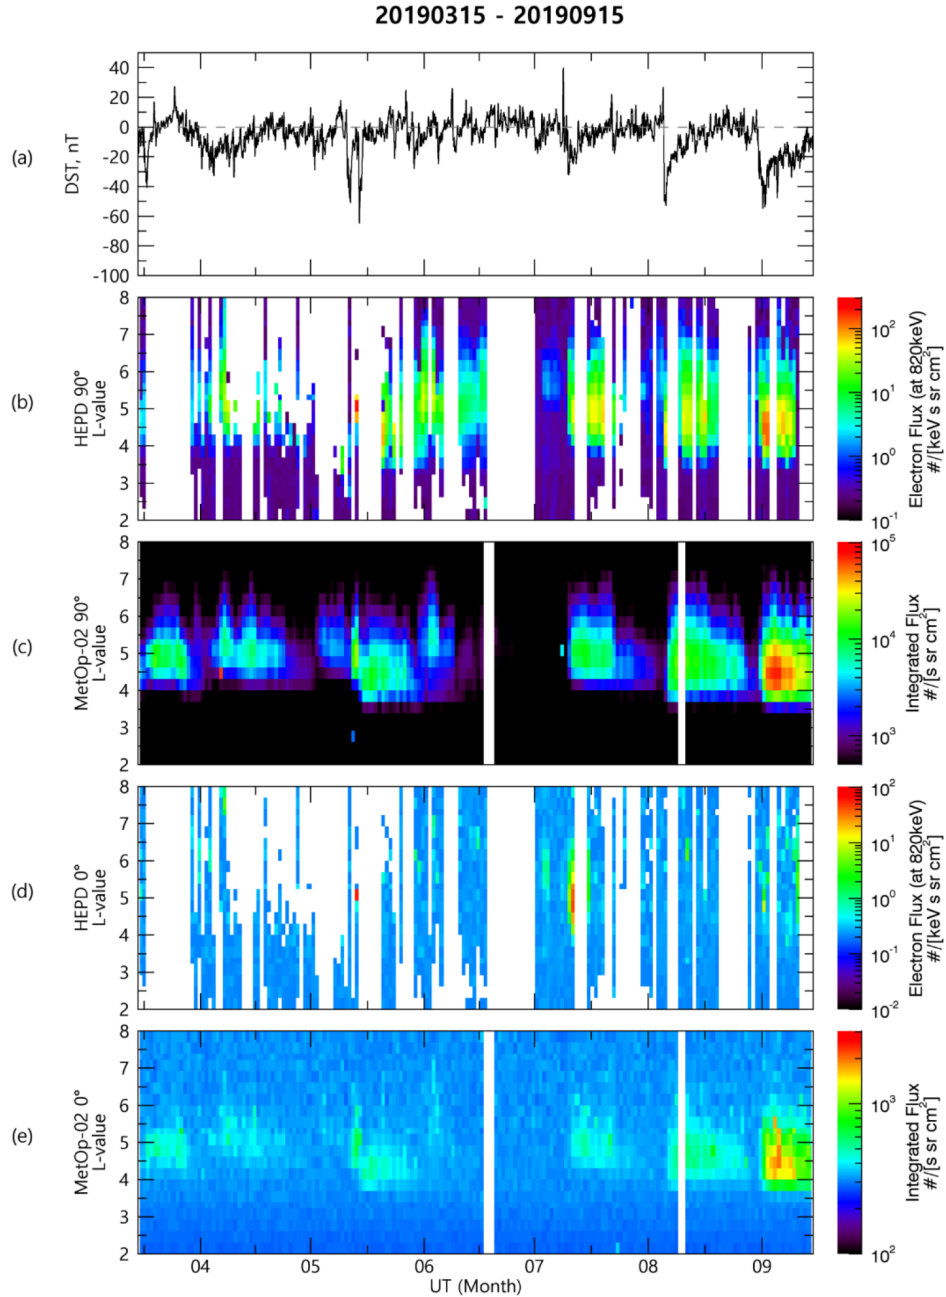 20190315 - 20190915
(a)
DST, nT
40
20
0
-20
-40
-60
-80
-100
(b)
HEPD 90°
L-value
8
7
6
5
4
3
2
10²
10¹
10⁰
10⁻¹
Electron Flux (at 820keV)
#/[keV s sr cm²]
(c)
MetOp-02 90°
L-value
8
7
6
5
4
3
2
10⁵
10⁴
10³
Integrated Flux
#/[s sr cm²]
(d)
HEPD 0°
L-value
8
7
6
5
4
3
2
10²
10¹
10⁰
10⁻¹
10⁻²
Electron Flux (at 820keV)
#/[keV s sr cm²]
(e)
MetOp-02 0°
L-value
8
7
6
5
4
3
2
10³
10²
Integrated Flux
#/[s sr cm²]
04 05 06 07 08 09
UT (Month)